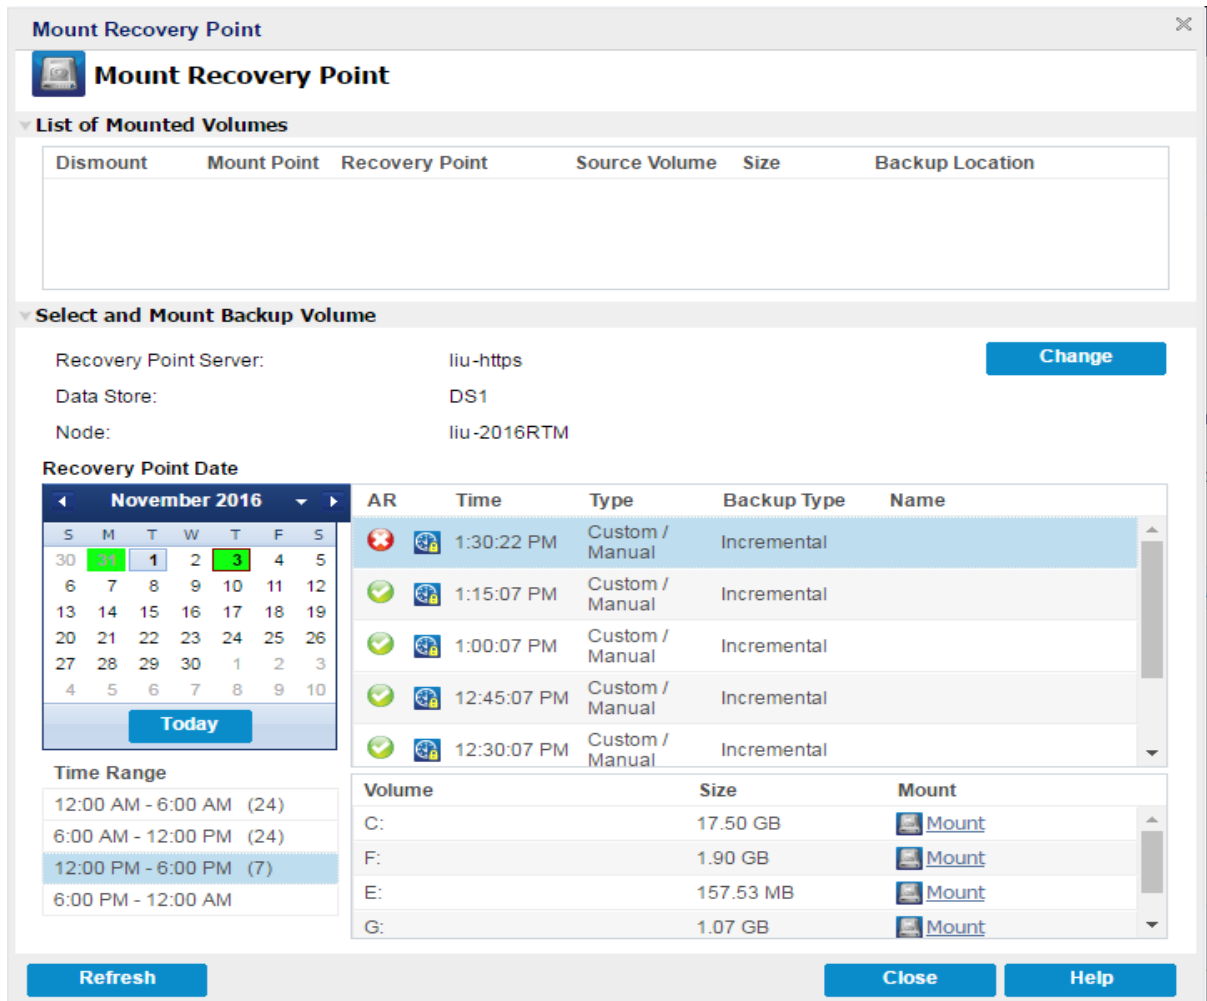 Mount Recovery Point
Mount Recovery Point
List of Mounted Volumes
Dismount Mount Point Recovery Point Source Volume Size Backup Location
Select and Mount Backup Volume
Recovery Point Server: liu-https Change
Data Store: DS1
Node: liu-2016RTM
Recovery Point Date
November 2016
S M T W T F S
30 31 1 2 3 4 5
6 7 8 9 10 11 12
13 14 15 16 17 18 19
20 21 22 23 24 25 26
27 28 29 30 1 2 3
4 5 6 7 8 9 10
Today
Time Range
12:00 AM - 6:00 AM (24)
6:00 AM - 12:00 PM (24)
12:00 PM - 6:00 PM (7)
6:00 PM - 12:00 AM
AR Time Type Backup Type Name
1:30:22 PM Custom / Manual Incremental
1:15:07 PM Custom / Manual Incremental
1:00:07 PM Custom / Manual Incremental
12:45:07 PM Custom / Manual Incremental
12:30:07 PM Custom / Manual Incremental
Volume Size Mount
C: 17.50 GB Mount
F: 1.90 GB Mount
E: 157.53 MB Mount
G: 1.07 GB Mount
Refresh Close Help